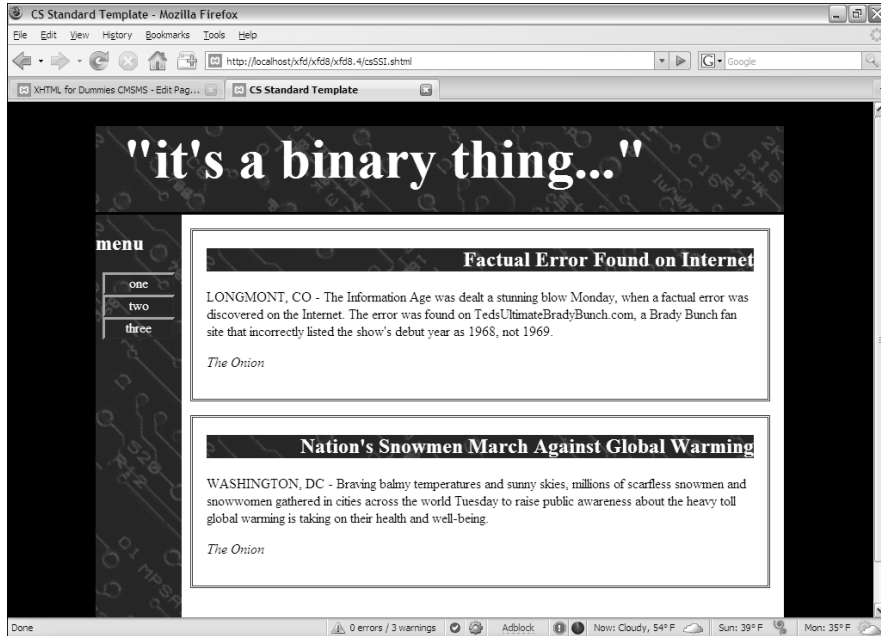 CS Standard Template - Mozilla Firefox
File Edit View History Bookmarks Tools Help
http://localhost/xfd/xfd8/xfd8.4/csSSI.shtml
G Google
XHTML for Dummies CMSMS - Edit Pag...
CS Standard Template
"it's a binary thing..."
menu
one
two
three
Factual Error Found on Internet
LONGMONT, CO - The Information Age was dealt a stunning blow Monday, when a factual error was
discovered on the Internet. The error was found on TedsUltimateBradyBunch.com, a Brady Bunch fan
site that incorrectly listed the show's debut year as 1968, not 1969.
The Onion
Nation's Snowmen March Against Global Warming
WASHINGTON, DC - Braving balmy temperatures and sunny skies, millions of scarfless snowmen and
snowwomen gathered in cities across the world Tuesday to raise public awareness about the heavy toll
global warming is taking on their health and well-being.
The Onion
Done
0 errors / 3 warnings
Adblock
Now: Cloudy, 54° F
Sun: 39° F
Mon: 35° F